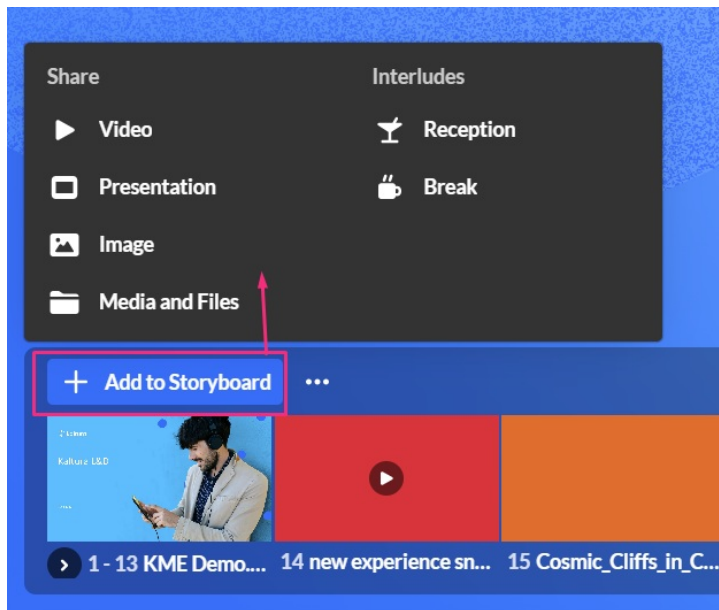 Share
Video
Presentation
Image
Media and Files
Interludes
Reception
Break
+ Add to Storyboard ...
Kaltura L&D
1 - 13 KME Demo.... 14 new experience sn... 15 Cosmic_Cliffs_in_C...